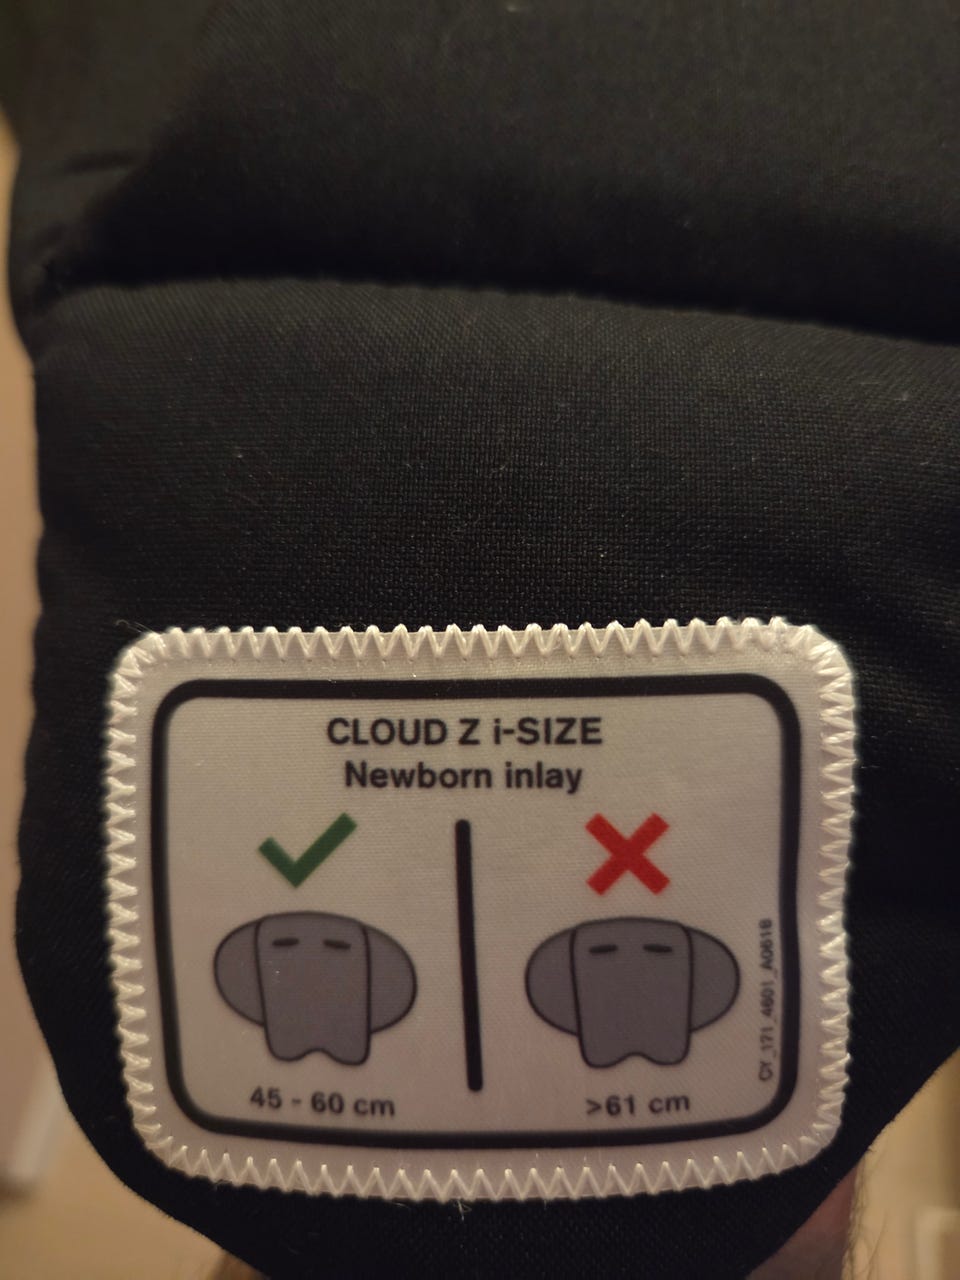 CLOUD Z i-SIZE
Newborn inlay
45 - 60 cm
>61 cm
CY_171_4601_A0618